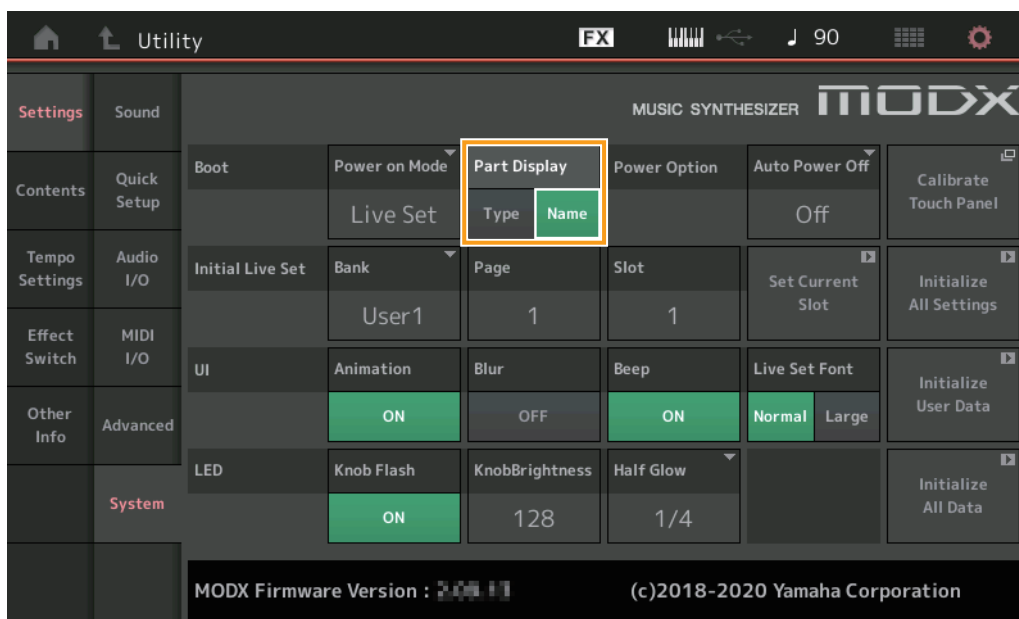 Utility FX 90
Settings Sound MUSIC SYNTHESIZER MODX
Boot Power on Mode Part Display Power Option Auto Power Off Calibrate
Contents Quick Touch Panel
Setup Live Set Type Name Off
Tempo Audio Initial Live Set Bank Page Slot Set Current Initialize
Settings I/O Slot All Settings
User1 1 1
Effect MIDI
Switch I/O UI Animation Blur Beep Live Set Font Initialize
User Data
Other Advanced ON OFF ON Normal Large
Info
LED Knob Flash KnobBrightness Half Glow Initialize
System All Data
ON 128 1/4
MODX Firmware Version : (c)2018-2020 Yamaha Corporation